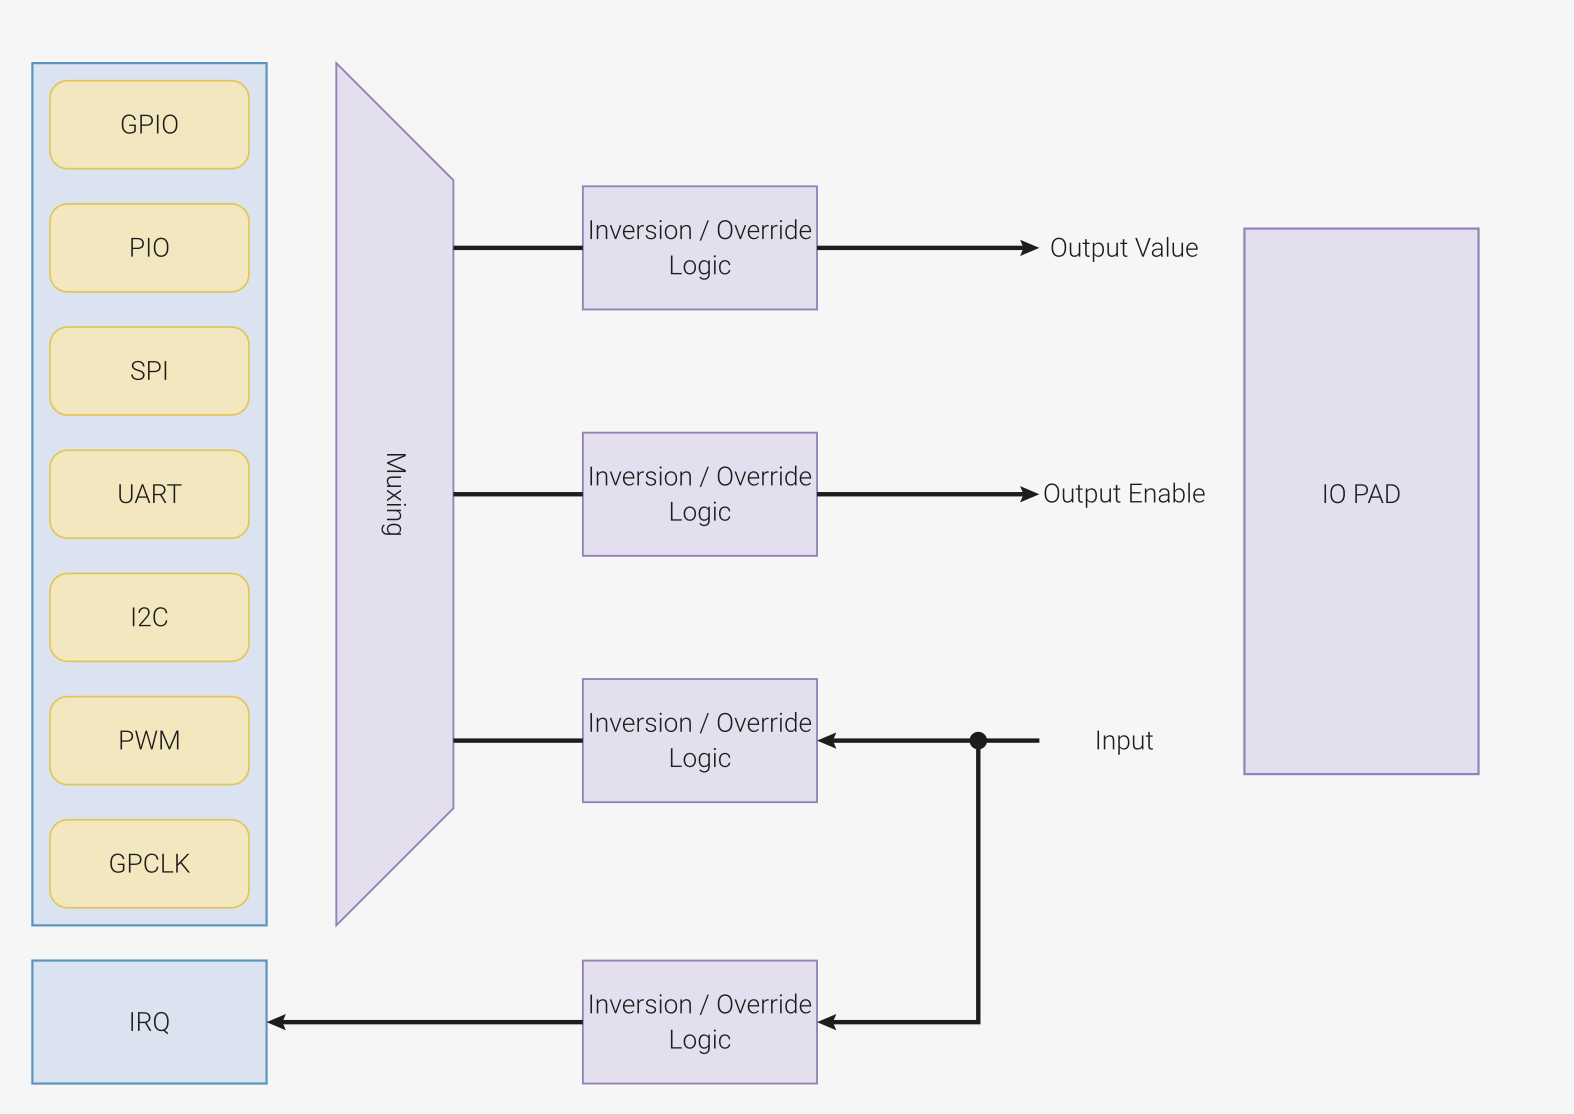 GPIO
PIO
SPI
UART
I2C
PWM
GPCLK
IRQ
Muxing
Inversion / Override
Logic
Output Value
Inversion / Override
Logic
Output Enable
Inversion / Override
Logic
Input
Inversion / Override
Logic
IO PAD